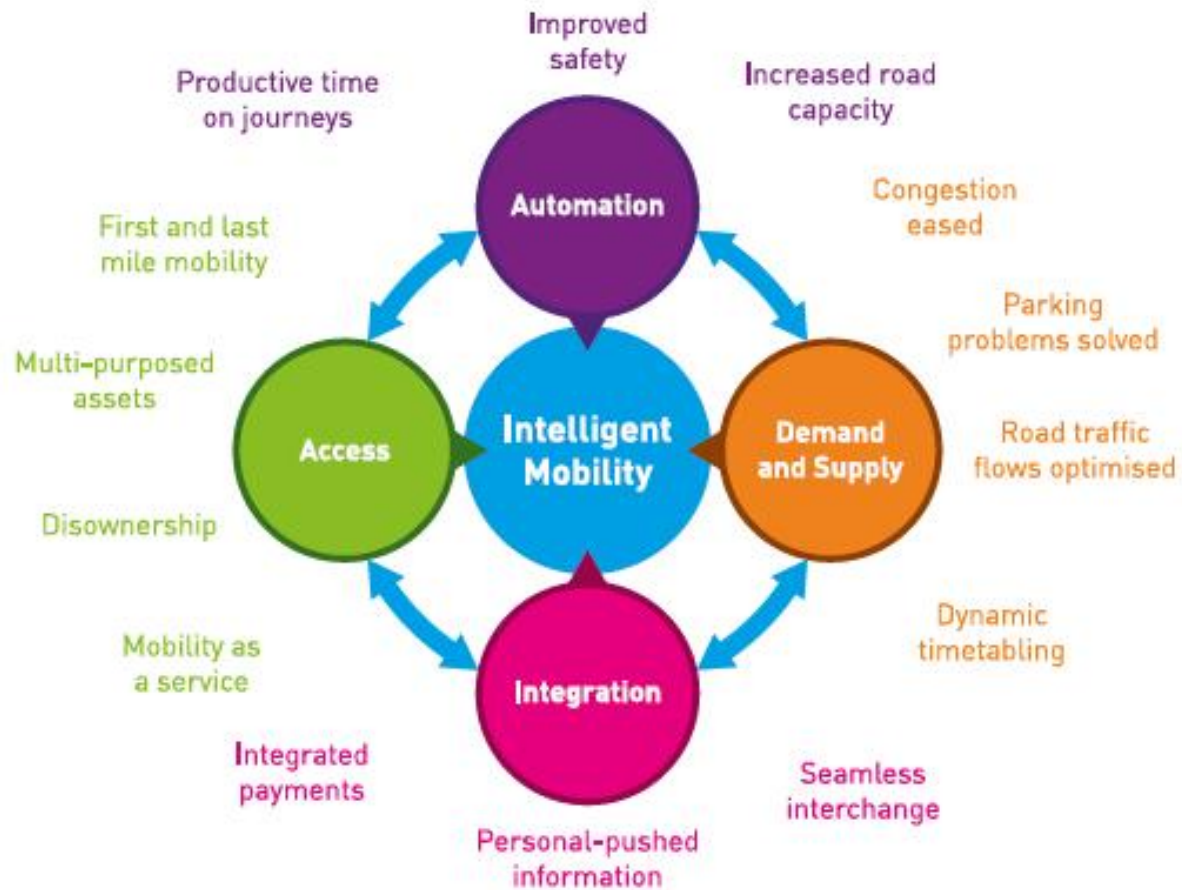 Improved
safety
Productive time
on journeys
Increased road
capacity
Automation
Congestion
eased
First and last
mile mobility
Parking
problems solved
Multi-purposed
assets
Access
Intelligent
Mobility
Demand
and Supply
Road traffic
flows optimised
Disownership
Dynamic
timetabling
Mobility as
a service
Integration
Integrated
payments
Seamless
interchange
Personal-pushed
information